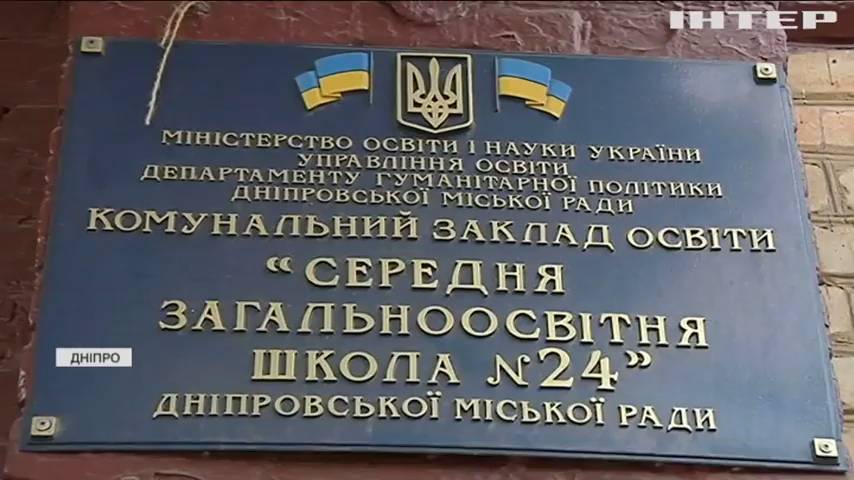 ІНТЕР
МІНІСТЕРСТВО ОСВІТИ І НАУКИ УКРАЇНИ
УПРАВЛІННЯ ОСВІТИ
ДЕПАРТАМЕНТУ ГУМАНІТАРНОЇ ПОЛІТИКИ
ДНІПРОВСЬКОЇ МІСЬКОЇ РАДИ
КОМУНАЛЬНИЙ ЗАКЛАД ОСВІТИ
“СЕРЕДНЯ
ЗАГАЛЬНООСВІТНЯ
ШКОЛА №24”
ДНІПРОВСЬКОЇ МІСЬКОЇ РАДИ
ДНІПРО